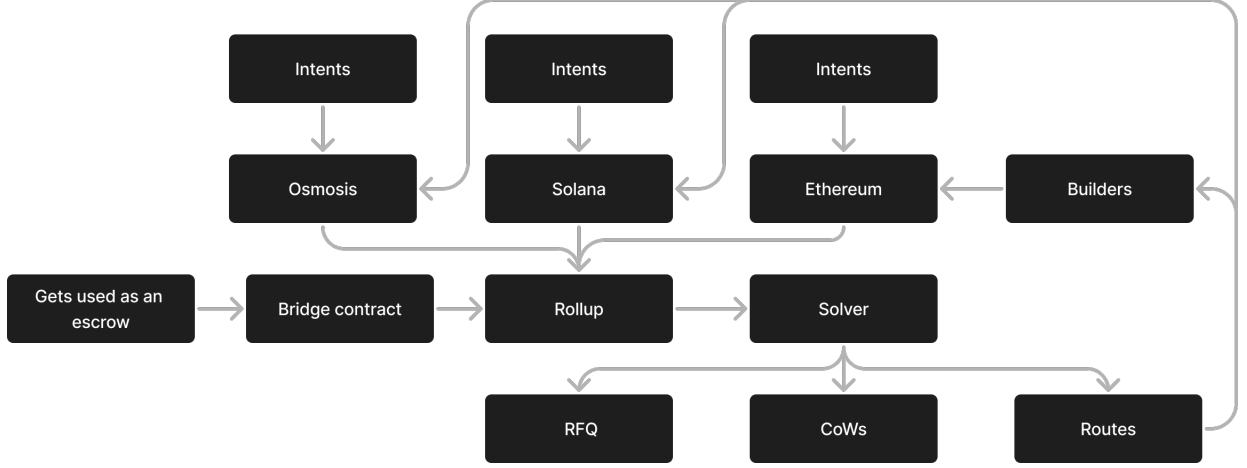 Intents
Intents
Intents
Osmosis
Solana
Ethereum
Builders
Gets used as an
escrow
Bridge contract
Rollup
Solver
RFQ
CoWs
Routes